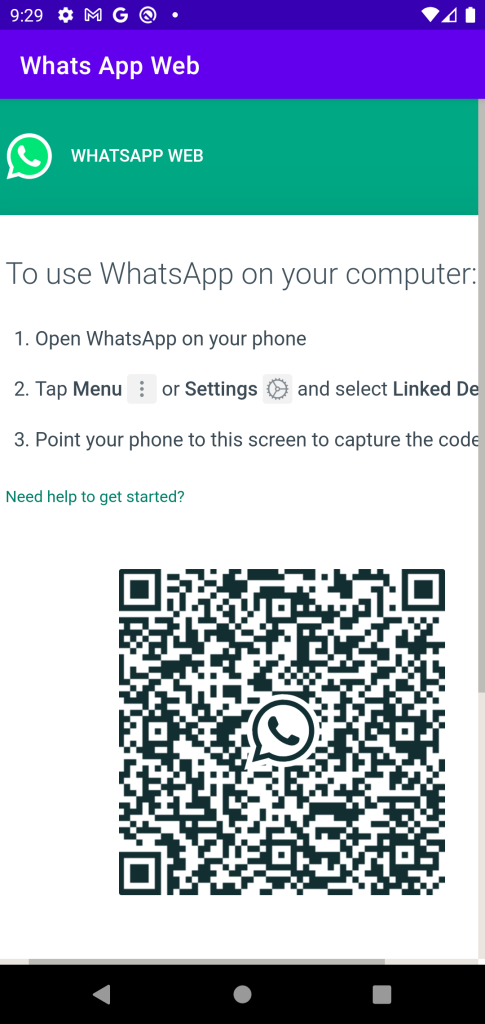 9:29
Whats App Web
WHATSAPP WEB
To use WhatsApp on your computer:
1. Open WhatsApp on your phone
2. Tap Menu or Settings and select Linked De
3. Point your phone to this screen to capture the code
Need help to get started?